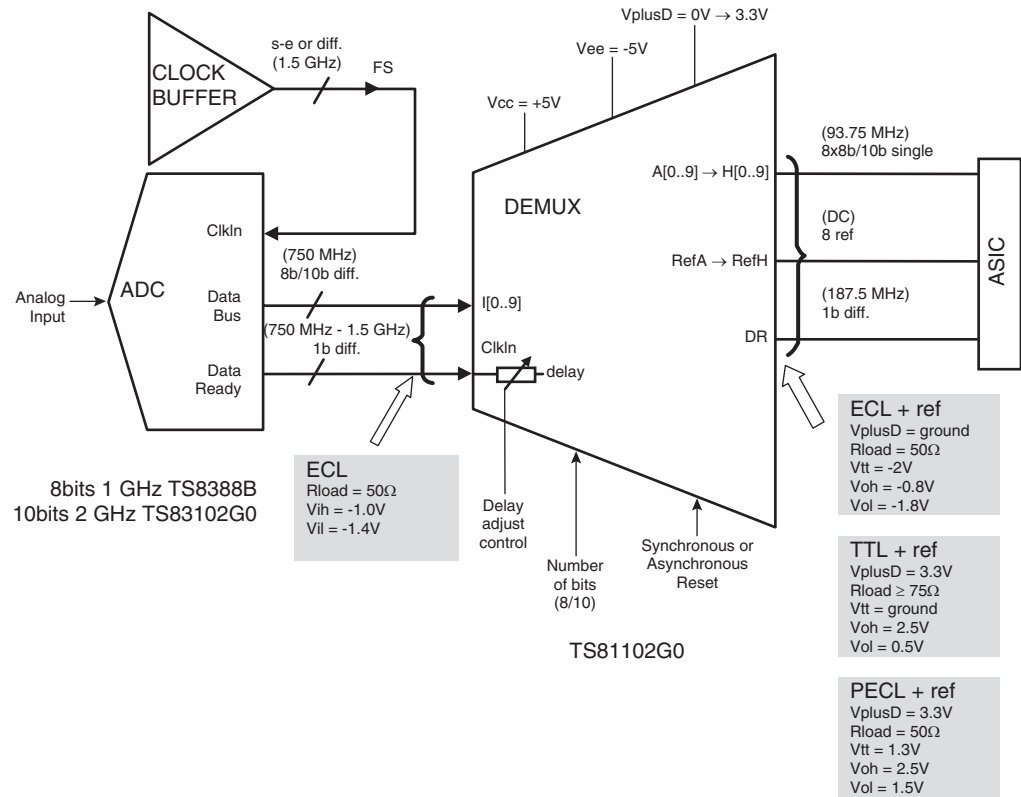 VplusD = 0V → 3.3V
Vee = -5V
Vcc = +5V
s-e or diff.
(1.5 GHz)
FS
CLOCK
BUFFER
ADC
ClkIn
Analog
Input
Data
Bus
Data
Ready
(750 MHz)
8b/10b diff.
(750 MHz - 1.5 GHz)
1b diff.
DEMUX
I[0..9]
ClkIn
delay
A[0..9] → H[0..9]
RefA → RefH
DR
(93.75 MHz)
8x8b/10b single
(DC)
8 ref
(187.5 MHz)
1b diff.
ASIC
8bits 1 GHz TS8388B
10bits 2 GHz TS83102G0
ECL
Rload = 50Ω
Vih = -1.0V
Vil = -1.4V
Delay
adjust
control
Number
of bits
(8/10)
Synchronous or
Asynchronous
Reset
TS81102G0
ECL + ref
VplusD = ground
Rload = 50Ω
Vtt = -2V
Voh = -0.8V
Vol = -1.8V
TTL + ref
VplusD = 3.3V
Rload ≥ 75Ω
Vtt = ground
Voh = 2.5V
Vol = 0.5V
PECL + ref
VplusD = 3.3V
Rload = 50Ω
Vtt = 1.3V
Voh = 2.5V
Vol = 1.5V